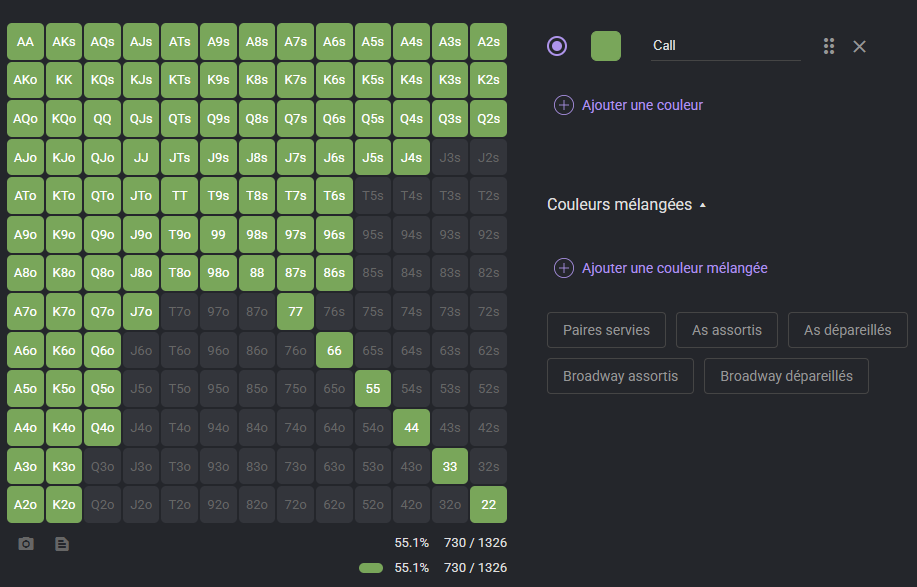 AA AKs AQs AJs ATs A9s A8s A7s A6s A5s A4s A3s A2s
AKo KK KQs KJs KTs K9s K8s K7s K6s K5s K4s K3s K2s
AQo KQo QQ QJs QTs Q9s Q8s Q7s Q6s Q5s Q4s Q3s Q2s
AJo KJo QJo JJ JTs J9s J8s J7s J6s J5s J4s J3s J2s
ATo KTo QTo JTo TT T9s T8s T7s T6s T5s T4s T3s T2s
A9o K9o Q9o J9o T9o 99 98s 97s 96s 95s 94s 93s 92s
A8o K8o Q8o J8o T8o 98o 88 87s 86s 85s 84s 83s 82s
A7o K7o Q7o J7o T7o 97o 87o 77 76s 75s 74s 73s 72s
A6o K6o Q6o J6o T6o 96o 86o 76o 66 65s 64s 63s 62s
A5o K5o Q5o J5o T5o 95o 85o 75o 65o 55 54s 53s 52s
A4o K4o Q4o J4o T4o 94o 84o 74o 64o 54o 44 43s 42s
A3o K3o Q3o J3o T3o 93o 83o 73o 63o 53o 43o 33 32s
A2o K2o Q2o J2o T2o 92o 82o 72o 62o 52o 42o 32o 22
55.1% 730 / 1326
55.1% 730 / 1326
Call
Ajouter une couleur
Couleurs mélangées
Ajouter une couleur mélangée
Paires servies As assortis As dépareillés
Broadway assortis Broadway dépareillés